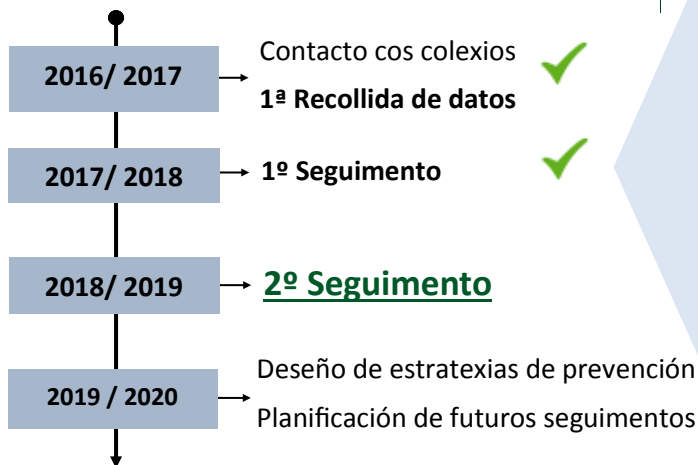 2016/ 2017
Contacto cos colexios
1ª Recollida de datos
2017/ 2018
1º Seguimento
2018/ 2019
2º Seguimento
2019 / 2020
Deseño de estratexias de prevención
Planificación de futuros seguimentos